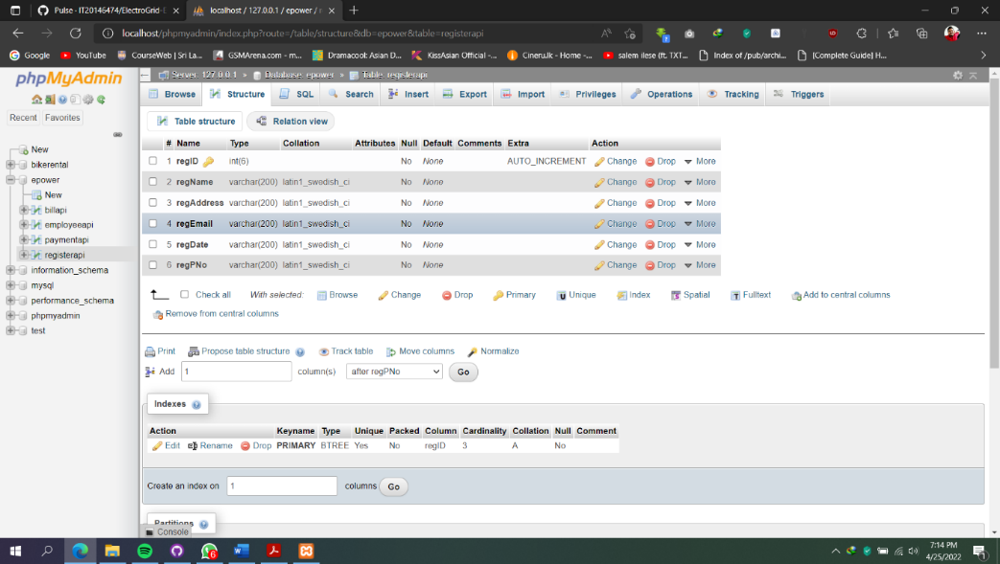 Pulse - IT20146474/ElectroGrid-E
localhost / 127.0.0.1 / epower / r
localhost/phpmyadmin/index.php?route=/table/structure&db=epower&table=registerapi
Google YouTube CourseWeb | Sri La... GSMArena.com - m... Dramacool: Asian D... KissAsian Official -... Cineru.lk - Home -... salem ilese (ft. TXT... Index of /pub/archi... [Complete Guide] H...
phpMyAdmin
Recent Favorites
New
bikerental
epower
New
billapi
employeeapi
paymentapi
registerapi
information_schema
mysql
performance_schema
phpmyadmin
test
Server: 127.0.0.1 » Database: epower » Table: registerapi
Browse Structure SQL Search Insert Export Import Privileges Operations Tracking Triggers
Table structure Relation view
# Name Type Collation Attributes Null Default Comments Extra Action
1 regID int(6) No None AUTO_INCREMENT Change Drop More
2 regName varchar(200) latin1_swedish_ci No None Change Drop More
3 regAddress varchar(200) latin1_swedish_ci No None Change Drop More
4 regEmail varchar(200) latin1_swedish_ci No None Change Drop More
5 regDate varchar(200) latin1_swedish_ci No None Change Drop More
6 regPNo varchar(200) latin1_swedish_ci No None Change Drop More
Check all With selected: Browse Change Drop Primary Unique Index Spatial Fulltext Add to central columns
Remove from central columns
Print Propose table structure Track table Move columns Normalize
Add 1 column(s) after regPNo Go
Indexes
Action Keyname Type Unique Packed Column Cardinality Collation Null Comment
Edit Rename Drop PRIMARY BTREE Yes No regID 3 A No
Create an index on 1 columns Go
Partitions
Console
6
7:14 PM
4/25/2022
1